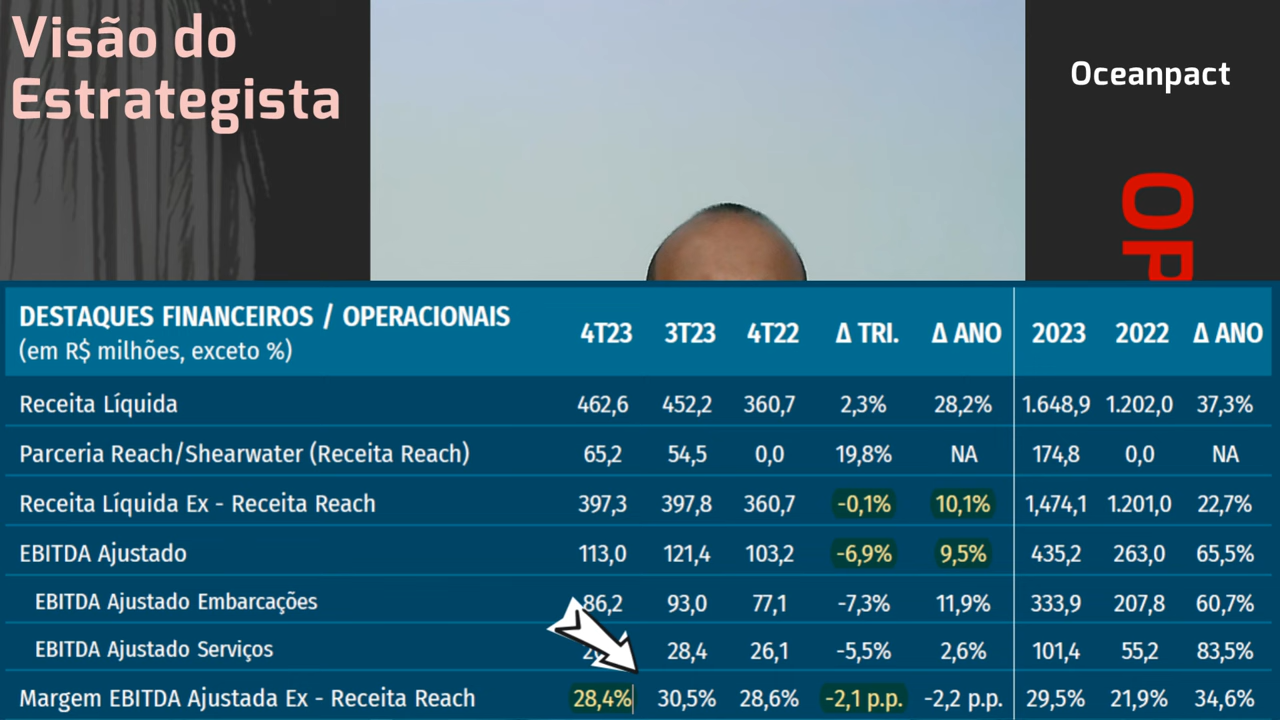 Visão do
Estrategista
Oceanpact
OP
DESTAQUES FINANCEIROS / OPERACIONAIS
(em R$ milhões, exceto %)
4T23 3T23 4T22 Δ TRI. Δ ANO 2023 2022 Δ ANO
Receita Líquida 462,6 452,2 360,7 2,3% 28,2% 1.648,9 1.202,0 37,3%
Parceria Reach/Shearwater (Receita Reach) 65,2 54,5 0,0 19,8% NA 174,8 0,0 NA
Receita Líquida Ex - Receita Reach 397,3 397,8 360,7 -0,1% 10,1% 1,474,1 1.201,0 22,7%
EBITDA Ajustado 113,0 121,4 103,2 -6,9% 9,5% 435,2 263,0 65,5%
EBITDA Ajustado Embarcações 86,2 93,0 77,1 -7,3% 11,9% 333,9 207,8 60,7%
EBITDA Ajustado Serviços 28,4 26,1 -5,5% 2,6% 101,4 55,2 83,5%
Margem EBITDA Ajustada Ex - Receita Reach 28,4% 30,5% 28,6% -2,1 p.p. -2,2 p.p. 29,5% 21,9% 34,6%